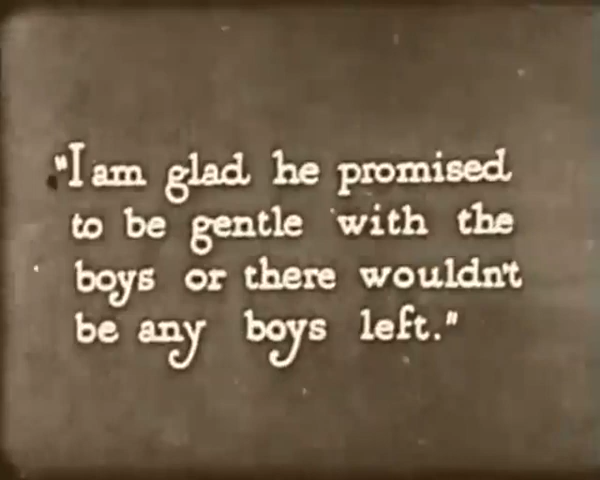 "I am glad he promised
to be gentle with the
boys or there wouldn't
be any boys left."